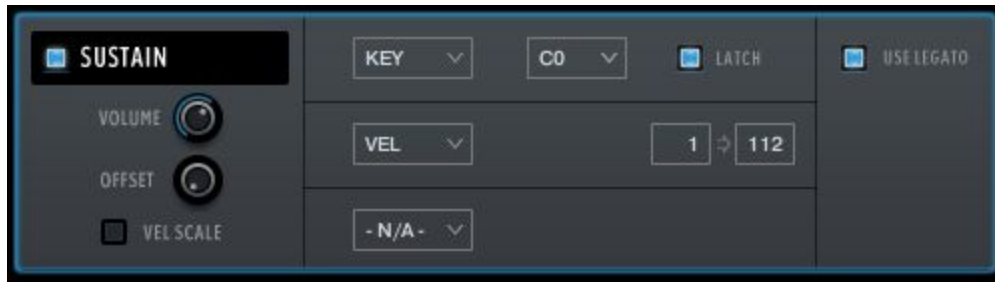 SUSTAIN
KEY C0 LATCH USE LEGATO
VOLUME
VEL 1 112
OFFSET
VEL SCALE - N/A -